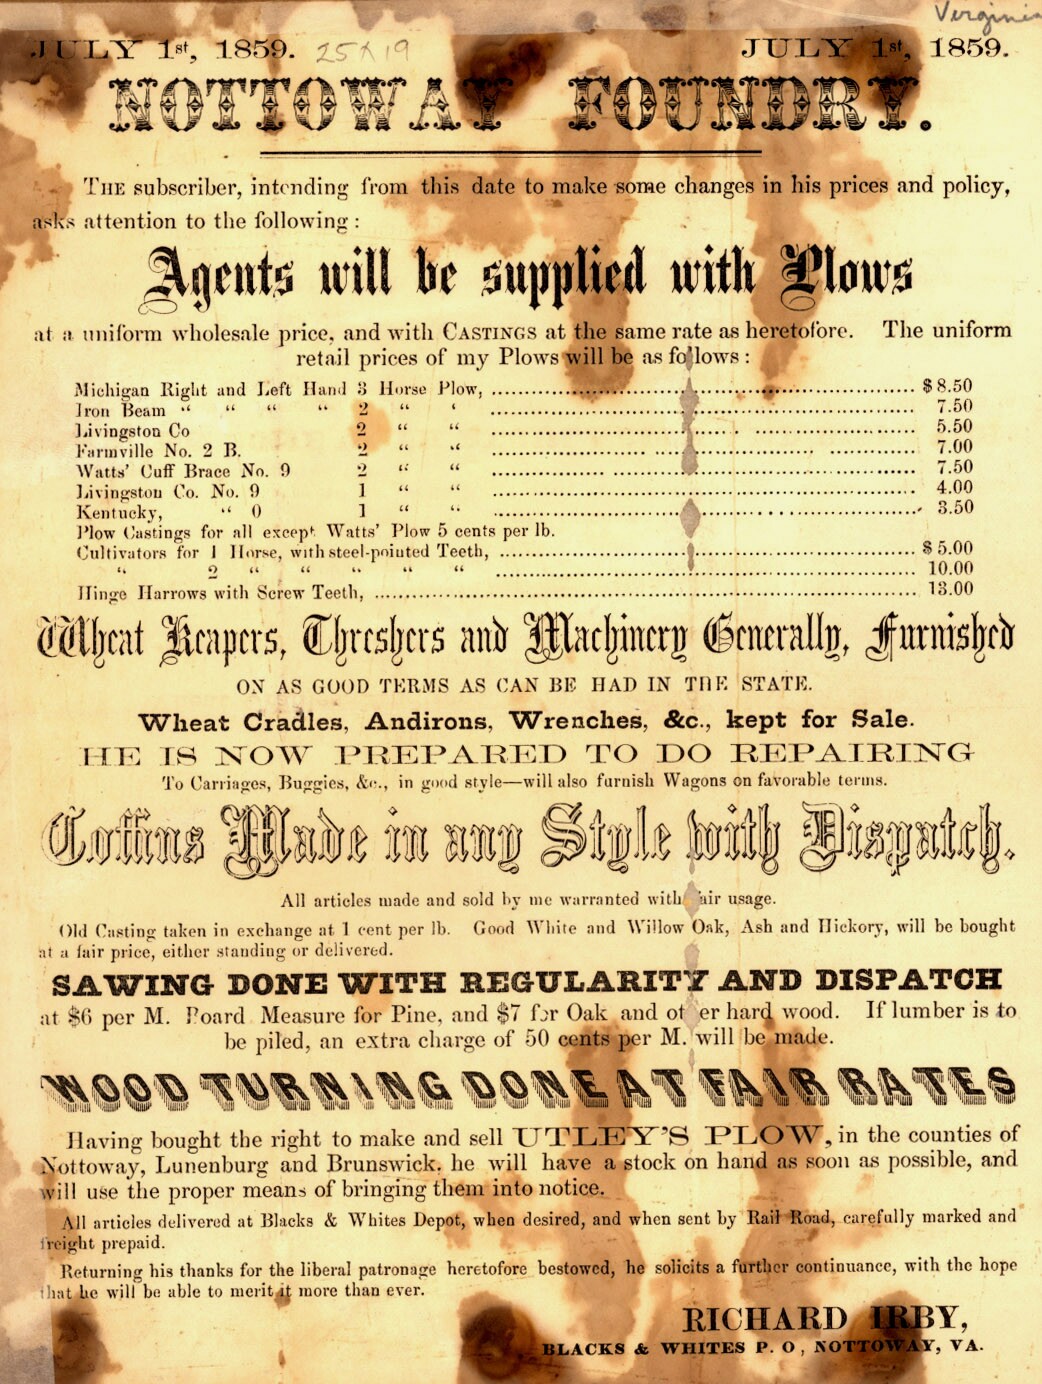 Virginia
JULY 1st, 1859. 25x19 JULY 1st, 1859.
NOTTOWAY FOUNDRY.
THE subscriber, intending from this date to make some changes in his prices and policy,
asks attention to the following:
Agents will be supplied with Plows
at a uniform wholesale price, and with CASTINGS at the same rate as heretofore. The uniform
retail prices of my Plows will be as follows:
Michigan Right and Left Hand 3 Horse Plow, $8.50
Iron Beam “ “ “ “ 2 “ “ 7.50
Livingston Co 2 “ “ 5.50
Farmville No. 2 B. 2 “ “ 7.00
Watts' Cuff Brace No. 9 2 “ “ 7.50
Livingston Co. No. 9 1 “ “ 4.00
Kentucky, “ 0 1 “ “ 3.50
Plow Castings for all except Watts' Plow 5 cents per lb.
Cultivators for 1 Horse, with steel-pointed Teeth, $5.00
“ 2 “ “ “ “ “ 10.00
Hinge Harrows with Screw Teeth, 13.00
Wheat Reapers, Threshers and Machinery Generally, Furnished
ON AS GOOD TERMS AS CAN BE HAD IN THE STATE.
Wheat Cradles, Andirons, Wrenches, &c., kept for Sale.
HE IS NOW PREPARED TO DO REPAIRING
To Carriages, Buggies, &c., in good style—will also furnish Wagons on favorable terms.
Coffins Made in any Style with Dispatch.
All articles made and sold by me warranted with fair usage.
Old Casting taken in exchange at 1 cent per lb. Good White and Willow Oak, Ash and Hickory, will be bought
at a fair price, either standing or delivered.
SAWING DONE WITH REGULARITY AND DISPATCH
at $6 per M. Board Measure for Pine, and $7 for Oak and other hard wood. If lumber is to
be piled, an extra charge of 50 cents per M. will be made.
WOOD TURNING DONE AT FAIR RATES
Having bought the right to make and sell UTLEY'S PLOW, in the counties of
Nottoway, Lunenburg and Brunswick, he will have a stock on hand as soon as possible, and
will use the proper means of bringing them into notice.
All articles delivered at Blacks & Whites Depot, when desired, and when sent by Rail Road, carefully marked and
freight prepaid.
Returning his thanks for the liberal patronage heretofore bestowed, he solicits a further continuance, with the hope
that he will be able to merit it more than ever.
RICHARD IRBY,
BLACKS & WHITES P. O, NOTTOWAY, VA.